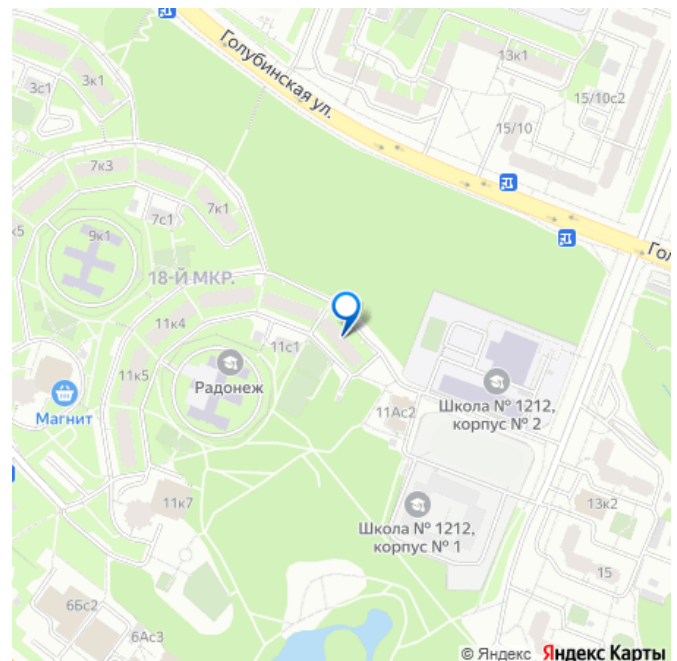 Голубинская ул.
13к1
3с1
3к1
15/10с2
15/10
7к3
7к1
7с1
к5
9к1
Гол
18-Й МКР.
11к4
11с1
11к5
Радонеж
Магнит
11Ас2
Школа № 1212,
корпус № 2
11к7
13к2
Школа № 1212,
корпус № 1
15
6Бс2
6Ас3
© Яндекс Яндекс Карты